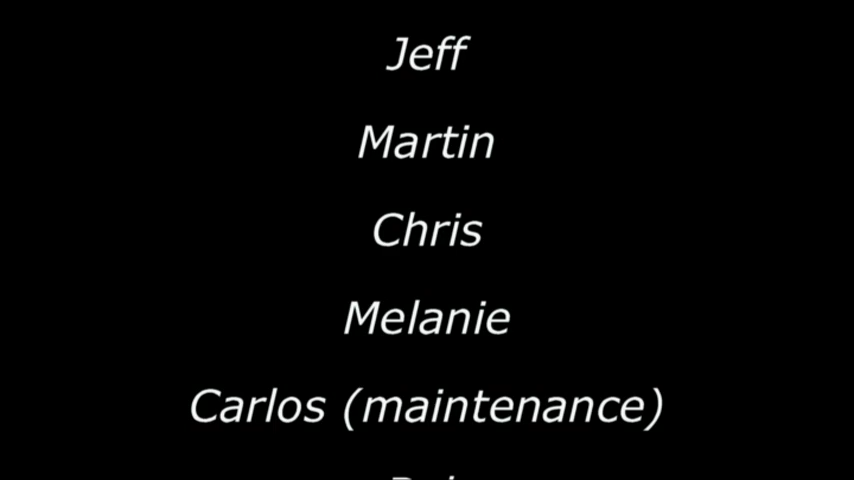 Jeff
Martin
Chris
Melanie
Carlos (maintenance)